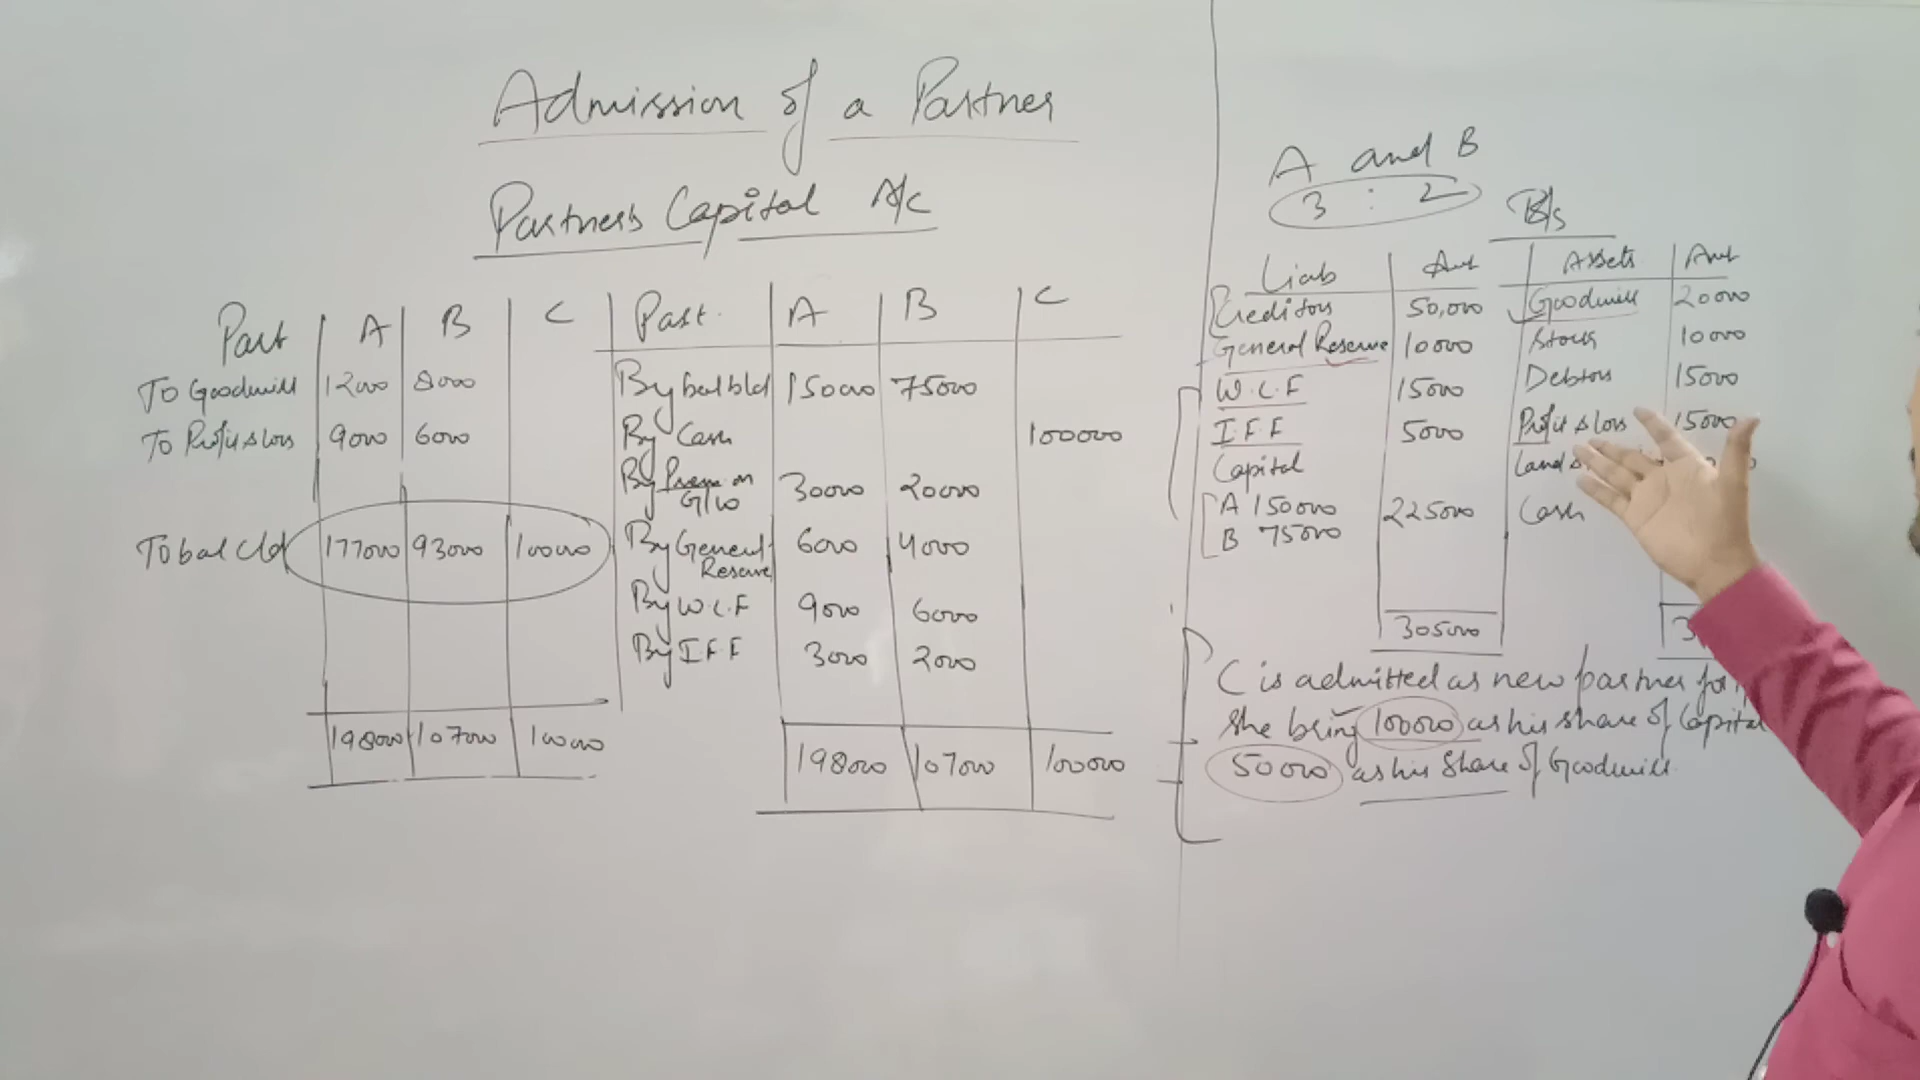 Admission of a Partner
Partners Capital A/c
Part A B C Part. A B C
To Goodwill 12000 8000 By bal b/d 150000 75000
To Profit & loss 9000 6000 By Cash 100000
By Prem on G/W 30000 20000
To bal C/d 177000 93000 100000 By General Reserve 6000 4000
By W.C.F 9000 6000
By I.F.F 3000 2000
198000 107000 100000 198000 107000 100000
A and B
3 : 2
B/s
Liab Amt Assets Amt
Creditors 50,000 Goodwill 20000
General Reserve 10000 Stock 10000
W.C.F 15000 Debtors 15000
I.F.F 5000 Profit & loss 15000
Capital Land
A 150000 225000 Cash
B 75000
305000 3
C is admitted as new partner for
She bring 100000 as his share of Capital
50000 as his Share of Goodwill.